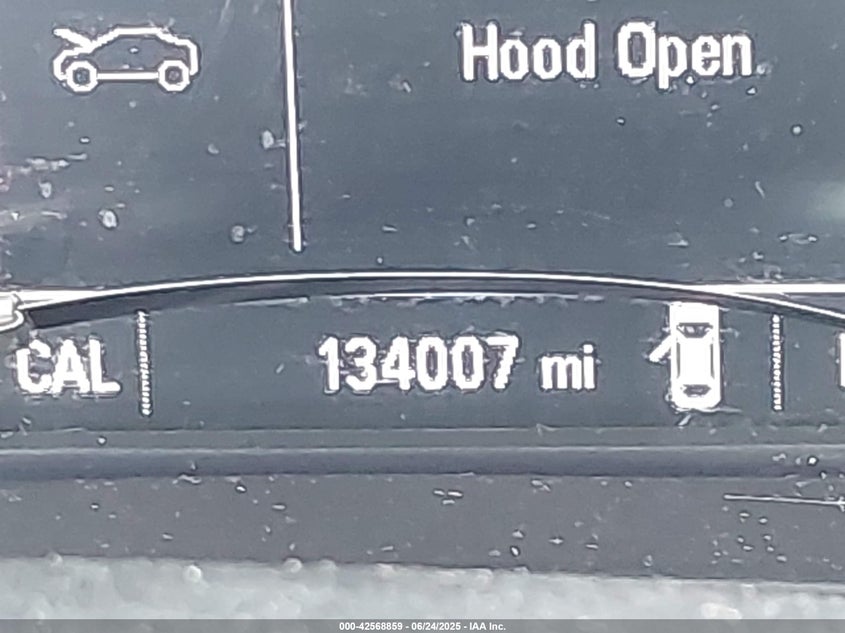 Hood Open
CAL
134007 mi
000-42568859 - 06/24/2025 - IAA Inc.